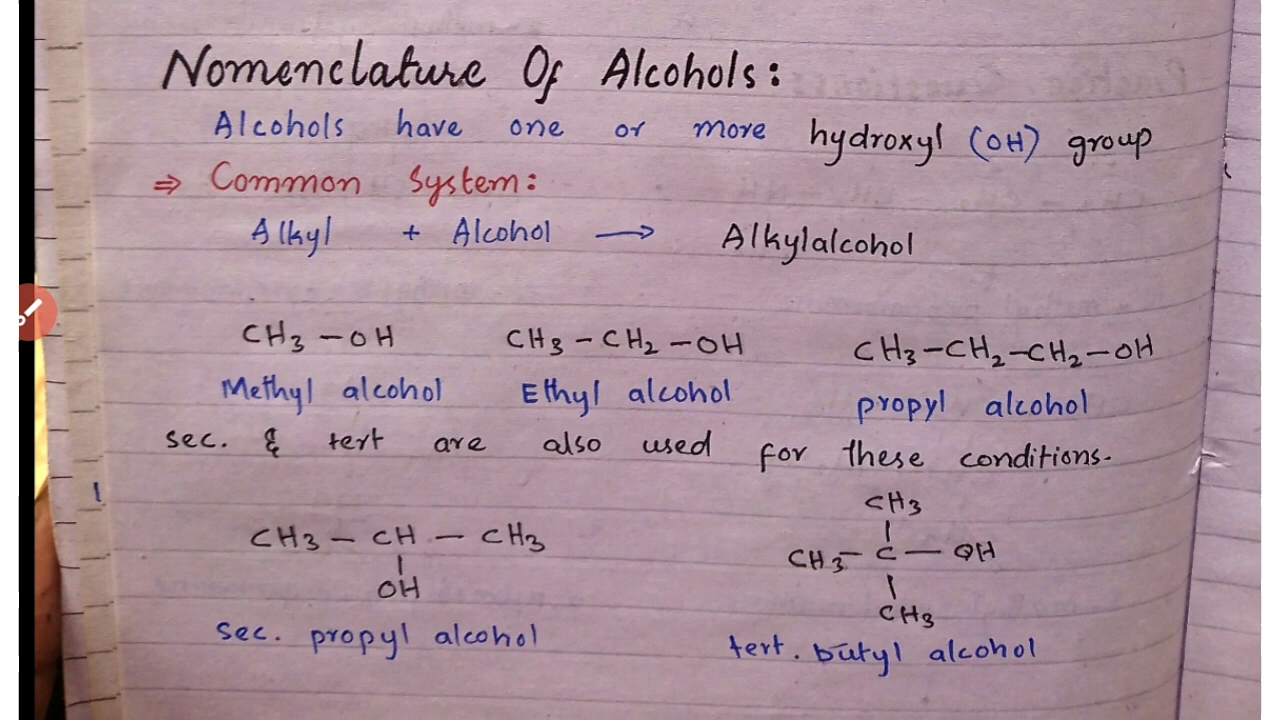 Nomenclature Of Alcohols:
Alcohols have one or more hydroxyl (OH) group
⇒ Common System:
Alkyl + Alcohol ⟶ Alkylalcohol
CH₃ – OH CH₃ – CH₂ – OH CH₃–CH₂–CH₂–OH
Methyl alcohol Ethyl alcohol propyl alcohol
sec. & tert are also used for these conditions.
CH₃
|
CH₃ – CH – CH₃ CH₃– C – OH
| |
OH CH₃
sec. propyl alcohol tert. butyl alcohol